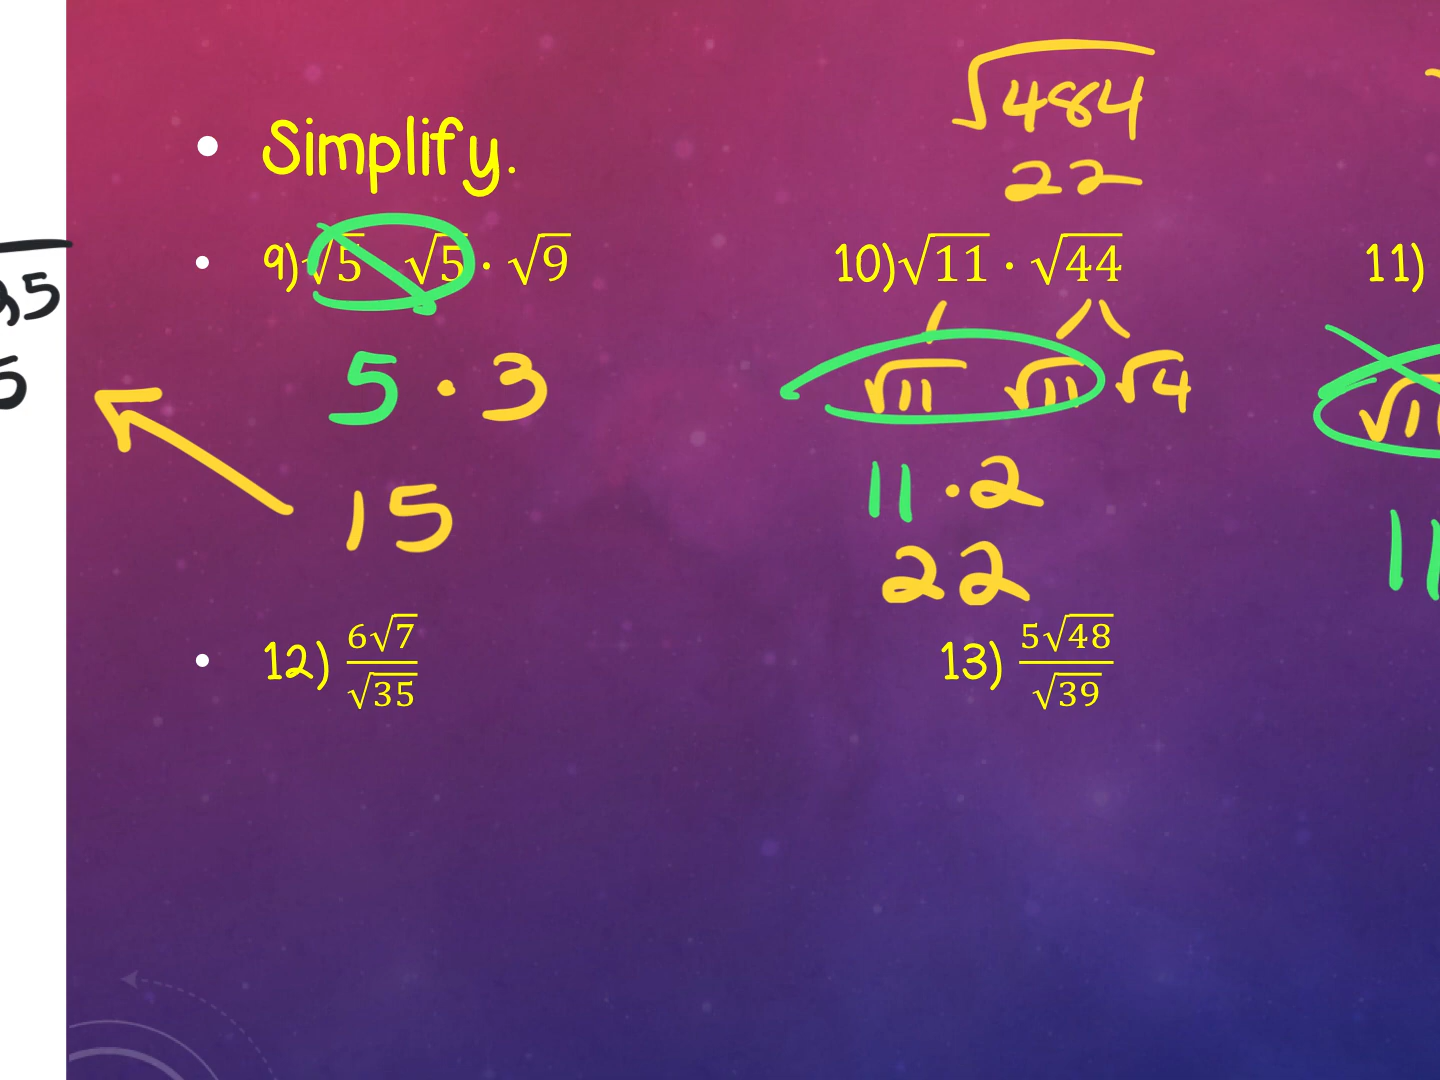 √484
22
• Simplify.
• 9) √5 √5 · √9
5 · 3
15
10) √11 · √44
√11 √11 √4
11 · 2
22
11)
11
• 12) 6√7/√35
13) 5√48/√39